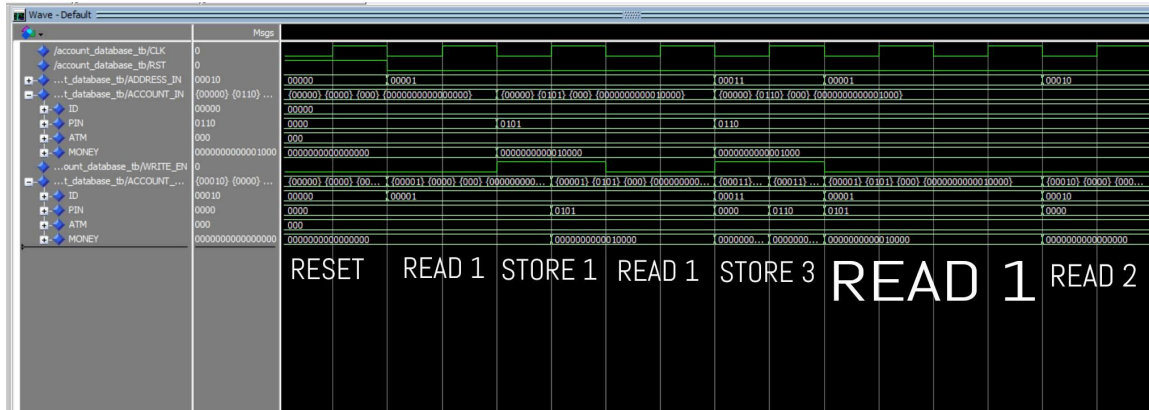 Wave - Default
Msgs
/account_database_tb/CLK 0
/account_database_tb/RST 0
...t_database_tb/ADDRESS_IN 00010 00000 00001 00011 00001 00010
...t_database_tb/ACCOUNT_IN {00000} {0110} ... {00000} {0000} {000} {0000000000000000} {00000} {0101} {000} {0000000000010000} {00000} {0110} {000} {0000000000001000}
ID 00000 00000
PIN 0110 0000 0101 0110
ATM 000 000
MONEY 0000000000001000 0000000000000000 0000000000010000 0000000000001000
...ount_database_tb/WRITE_EN 0
...t_database_tb/ACCOUNT_... {00010} {0000} ... {00000} {0000} {00... {00001} {0000} {000} {000000000... {00001} {0101} {000} {00000000... {00011}... {00011} ... {00001} {0101} {000} {0000000000010000} {00010} {0000} {000...
ID 00010 00000 00001 00011 00001 00010
PIN 0000 0000 0101 0000 0110 0101 0000
ATM 000 000
MONEY 0000000000000000 0000000000000000 0000000000010000 0000000... 0000000... 0000000000010000 0000000000000000
RESET READ 1 STORE 1 READ 1 STORE 3 READ 1 READ 2